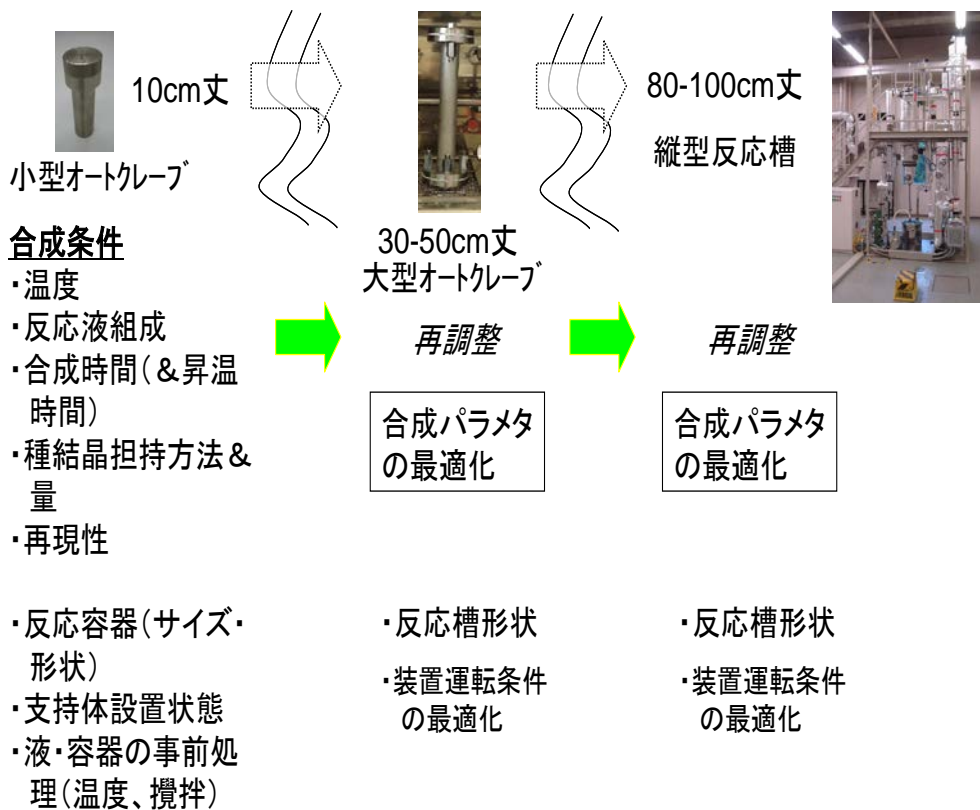 10cm丈
小型オートクレーブ
80-100cm丈
縦型反応槽
30-50cm丈
大型オートクレーブ
合成条件
・温度
・反応液組成
・合成時間(&昇温
時間)
・種結晶担持方法&
量
・再現性
再調整
合成パラメタ
の最適化
再調整
合成パラメタ
の最適化
・反応容器(サイズ・
形状)
・支持体設置状態
・液・容器の事前処
理(温度、攪拌)
・反応槽形状
・装置運転条件
の最適化
・反応槽形状
・装置運転条件
の最適化